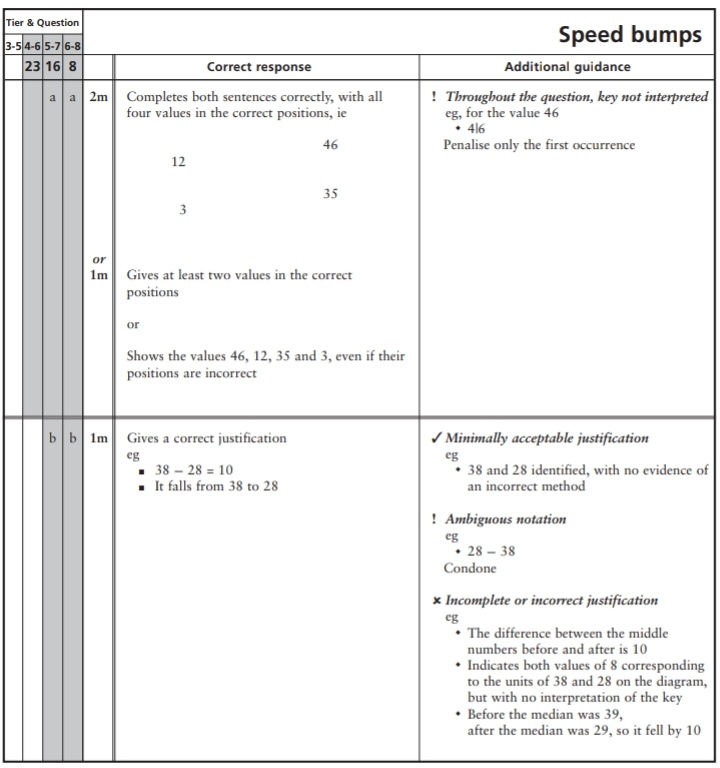 Tier & Question
Speed bumps
3-5 4-6 5-7 6-8
23 16 8
Correct response
Additional guidance
a a 2m
Completes both sentences correctly, with all
four values in the correct positions, ie
46
12
35
3
or
1m
Gives at least two values in the correct
positions
or
Shows the values 46, 12, 35 and 3, even if their
positions are incorrect
! Throughout the question, key not interpreted
eg, for the value 46
• 4|6
Penalise only the first occurrence
b b 1m
Gives a correct justification
eg
▪ 38 – 28 = 10
▪ It falls from 38 to 28
✓ Minimally acceptable justification
eg
• 38 and 28 identified, with no evidence of
an incorrect method
! Ambiguous notation
eg
• 28 – 38
Condone
× Incomplete or incorrect justification
eg
• The difference between the middle
numbers before and after is 10
• Indicates both values of 8 corresponding
to the units of 38 and 28 on the diagram,
but with no interpretation of the key
• Before the median was 39,
after the median was 29, so it fell by 10